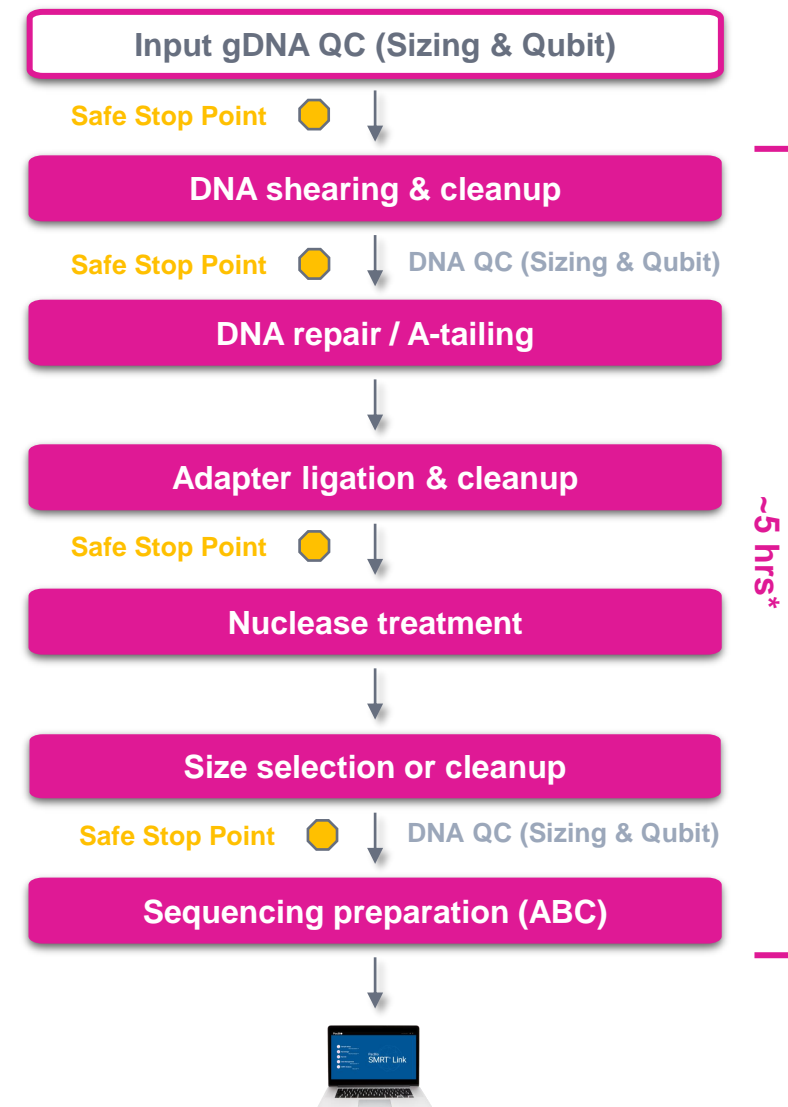 Input gDNA QC (Sizing & Qubit)
Safe Stop Point
DNA shearing & cleanup
Safe Stop Point
DNA QC (Sizing & Qubit)
DNA repair / A-tailing
Adapter ligation & cleanup
Safe Stop Point
~5 hrs*
Nuclease treatment
Size selection or cleanup
Safe Stop Point
DNA QC (Sizing & Qubit)
Sequencing preparation (ABC)
SMRT® Link